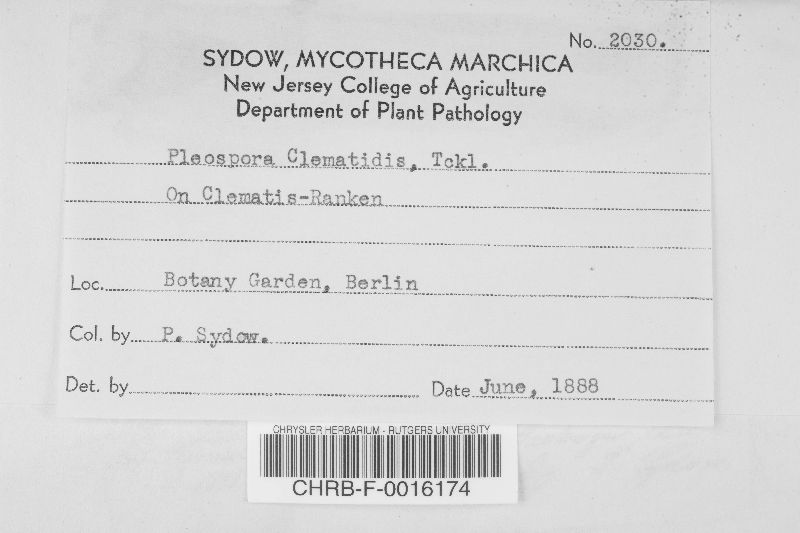 No. 2030.
SYDOW, MYCOTHECA MARCHICA
New Jersey College of Agriculture
Department of Plant Pathology
Pleospora Clematidis, Tckl.
On Clematis-Ranken
Loc. Botany Garden, Berlin
Col. by P. Sydow.
Det. by
Date June, 1888
CHRYSLER HERBARIUM - RUTGERS UNIVERSITY
CHRB-F-0016174